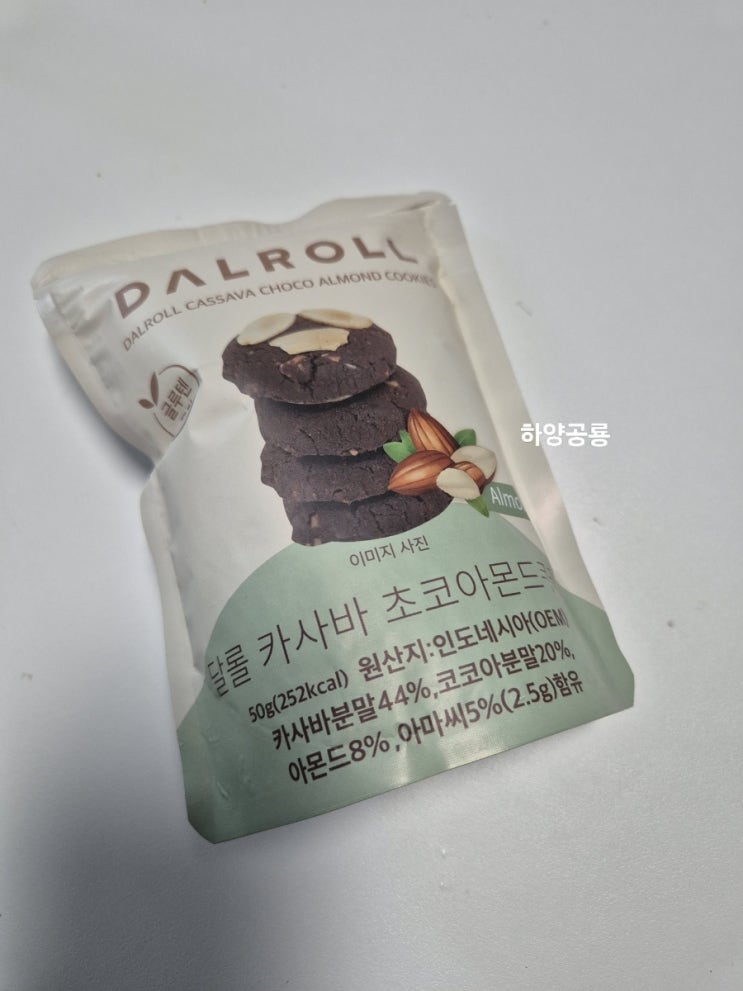 DALROLL
DALROLL CASSAVA CHOCO ALMOND COOKIES
글루텐
하양공룡
이미지 사진
달롤 카사바 초코아몬드
50g(252kcal) 원산지:인도네시아(OEM)
카사바분말44%,코코아분말20%,
아몬드8%,아마씨5%(2.5g)함유